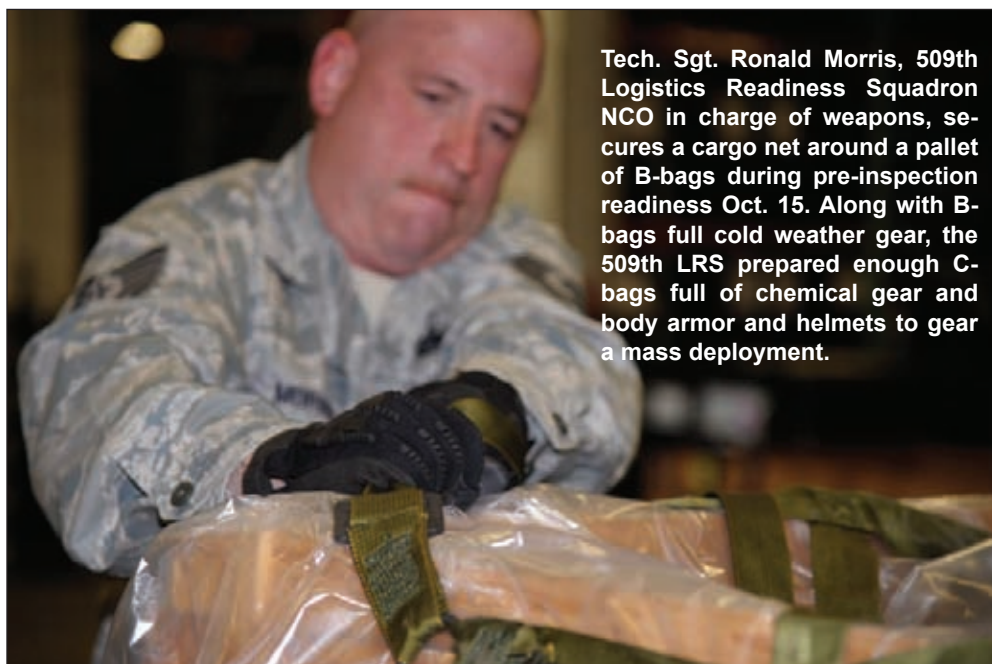 Tech. Sgt. Ronald Morris, 509th
Logistics Readiness Squadron
NCO in charge of weapons, se-
cures a cargo net around a pallet
of B-bags during pre-inspection
readiness Oct. 15. Along with B-
bags full cold weather gear, the
509th LRS prepared enough C-
bags full of chemical gear and
body armor and helmets to gear
a mass deployment.